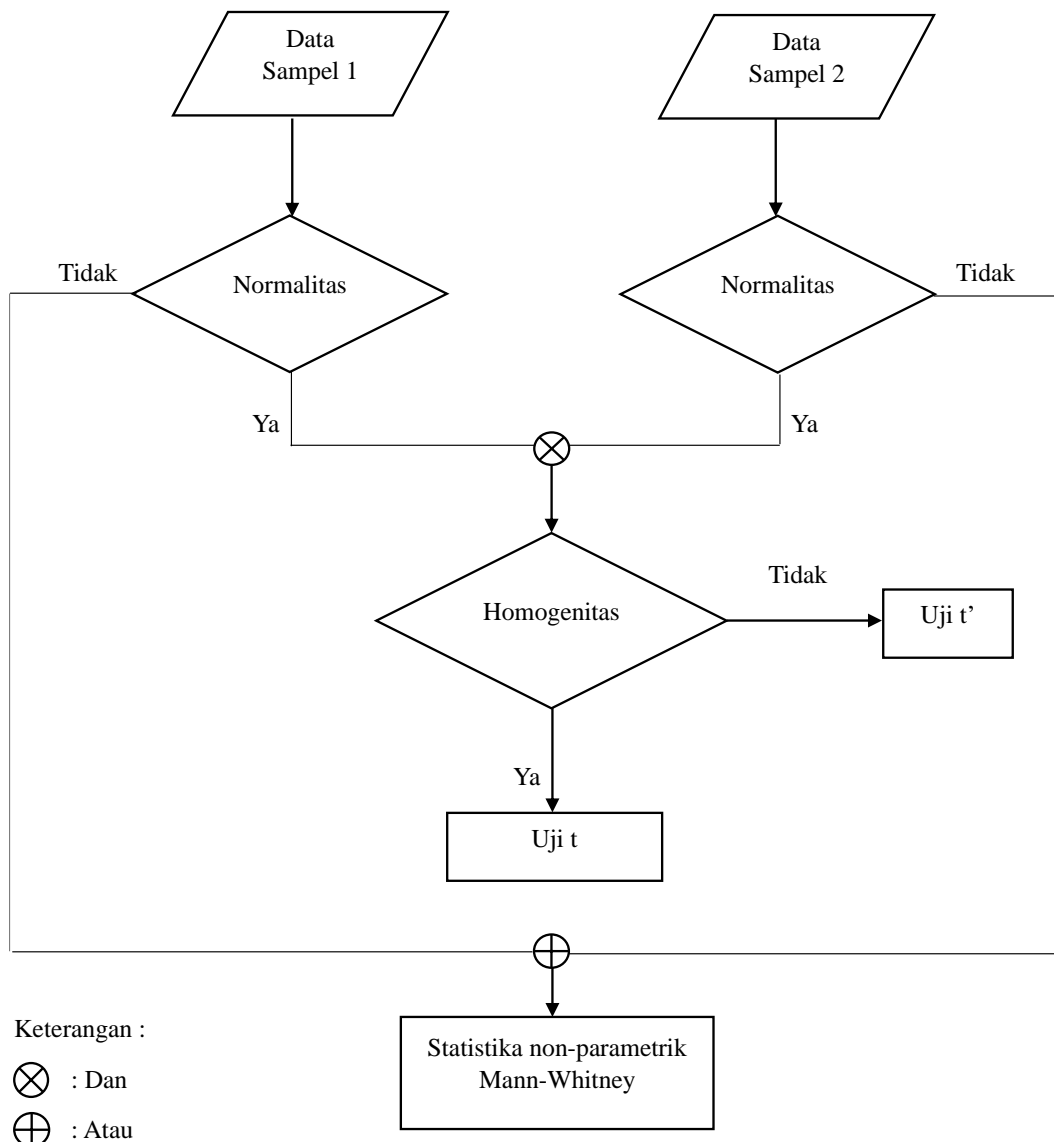 Data
Sampel 1
Data
Sampel 2
Tidak
Normalitas
Normalitas
Tidak
Ya
Ya
Homogenitas
Tidak
Uji t’
Ya
Uji t
Keterangan :
: Dan
: Atau
Statistika non-parametrik
Mann-Whitney